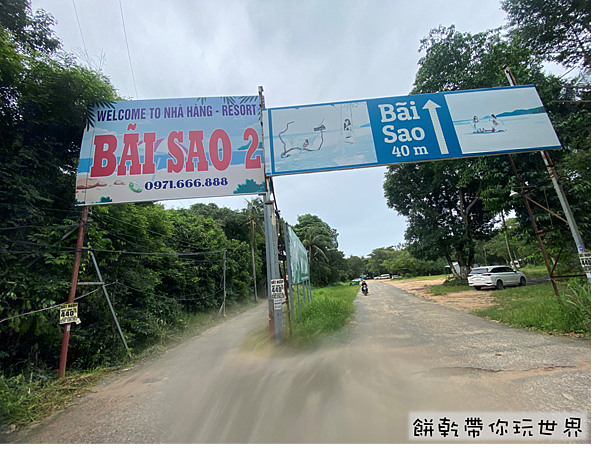 WELCOME TO NHÀ HÀNG - RESORT
BÃI SAO 2
0971.666.888
Bãi
Sao
40 m
餅乾帶你玩世界